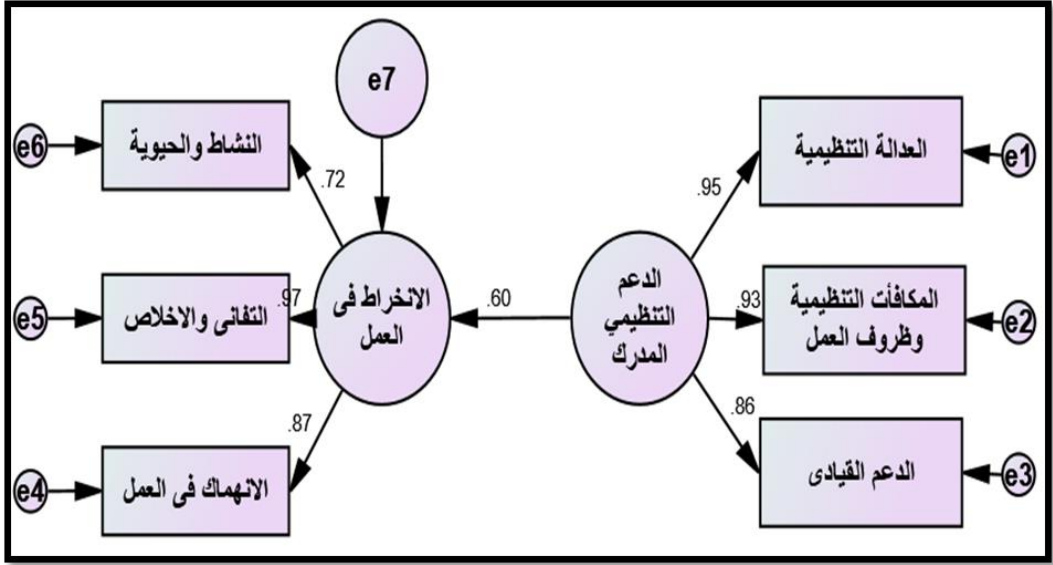 e7
العدالة التنظيمية
e1
.95
المكافأت التنظيمية
وظروف العمل
e2
.93
الدعم القيادى
e3
.86
الدعم
التنظيمي
المدرك
.60
الانخراط فى
العمل
.72
النشاط والحيوية
e6
.97
التفانى والاخلاص
e5
.87
الانهماك فى العمل
e4